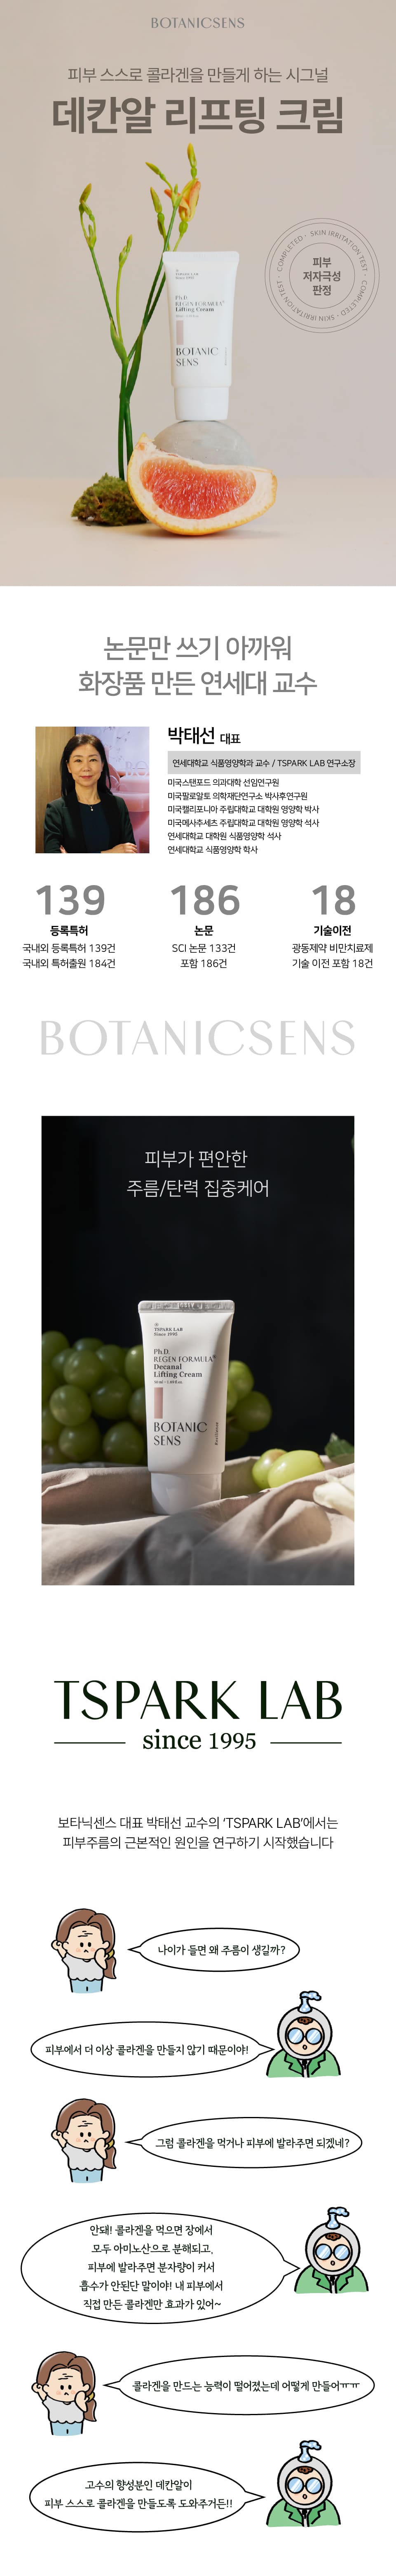 BOTANICSENS
피부 스스로 콜라겐을 만들게 하는 시그널
데칸알 리프팅 크림
COMPLETED · SKIN IRRITATION TEST · COMPLETED · SKIN IRRITATION TEST ·
피부
저자극성
판정
TSPARK LAB
Since 1995
Ph.D.
REGEN FORMULA
Lifting Cream
BOTANIC
SENS
논문만 쓰기 아까워
화장품 만든 연세대 교수
박태선 대표
연세대학교 식품영양학과 교수 / TSPARK LAB 연구소장
미국스탠포드 의과대학 선임연구원
미국팔로알토 의학재단연구소 박사후연구원
미국캘리포니아 주립대학교 대학원 영양학 박사
미국메사추세츠 주립대학교 대학원 영양학 석사
연세대학교 대학원 식품영양학 석사
연세대학교 식품영양학 학사
139 186 18
등록특허 논문 기술이전
국내외 등록특허 139건 SCI 논문 133건 광동제약 비만치료제
국내외 특허출원 184건 포함 186건 기술 이전 포함 18건
BOTANICSENS
피부가 편안한
주름/탄력 집중케어
TSPARK LAB
Since 1995
Ph.D.
REGEN FORMULA
Decanal
Lifting Cream
BOTANIC
SENS
TSPARK LAB
since 1995
보타닉센스 대표 박태선 교수의 ‘TSPARK LAB’에서는
피부주름의 근본적인 원인을 연구하기 시작했습니다
나이가 들면 왜 주름이 생길까?
피부에서 더 이상 콜라겐을 만들지 않기 때문이야!
그럼 콜라겐을 먹거나 피부에 발라주면 되겠네?
안돼! 콜라겐을 먹으면 장에서
모두 아미노산으로 분해되고,
피부에 발라주면 분자량이 커서
흡수가 안된단 말이야! 내 피부에서
직접 만든 콜라겐만 효과가 있어~
콜라겐을 만드는 능력이 떨어졌는데 어떻게 만들어ㅠㅠ
고수의 향성분인 데칸알이
피부 스스로 콜라겐을 만들도록 도와주거든!!